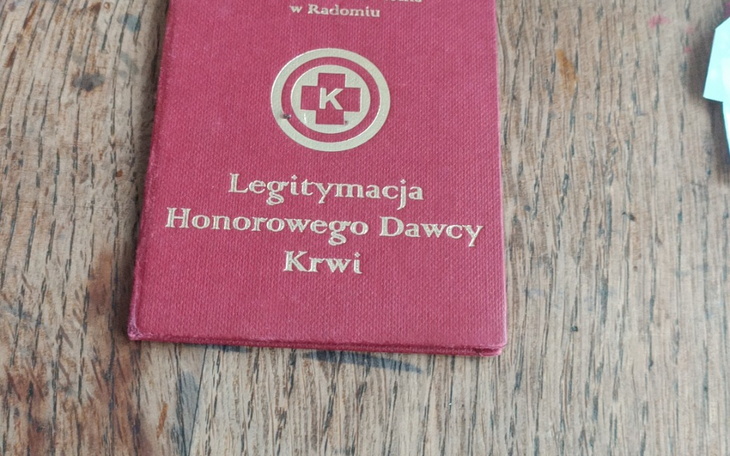 w Radomiu
K
Legitymacja
Honorowego Dawcy
Krwi